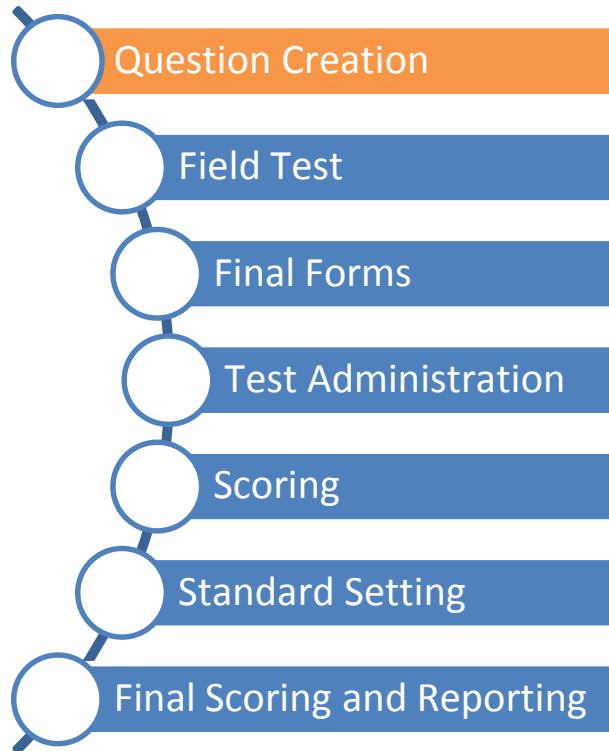 Question Creation
Field Test
Final Forms
Test Administration
Scoring
Standard Setting
Final Scoring and Reporting